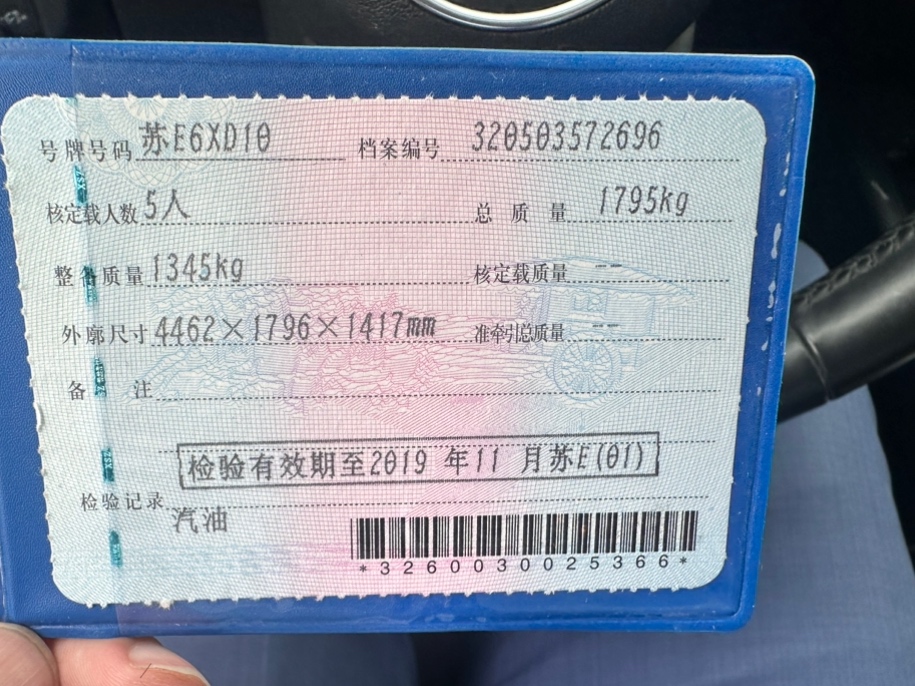 号牌号码 苏E6XD10 档案编号 320503572696
核定载人数 5人 总质量 1795kg
整备质量 1345kg 核定载质量 --
外廓尺寸 4462×1796×1417mm 准牵引总质量 --
备注
检验有效期至2019年11月苏E(01)
检验记录
汽油
*3260030025366*